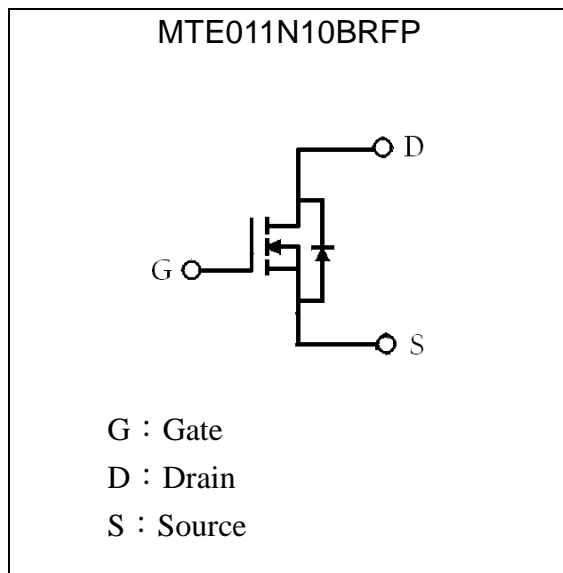 MTE011N10BRFP
D
G
S
G：Gate
D：Drain
S：Source